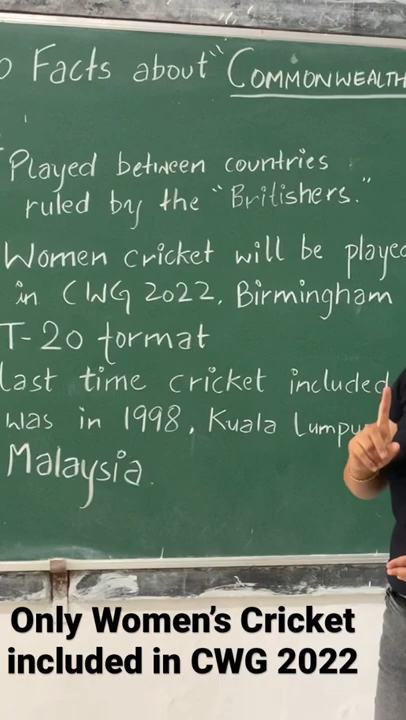 o Facts about "COMMONWEALTH
Played between countries
ruled by the "Britishers."
Women cricket will be played
in CWG 2022, Birmingham
T-20 format
Last time cricket included
was in 1998, Kuala Lumpu
Malaysia.
Only Women's Cricket
included in CWG 2022